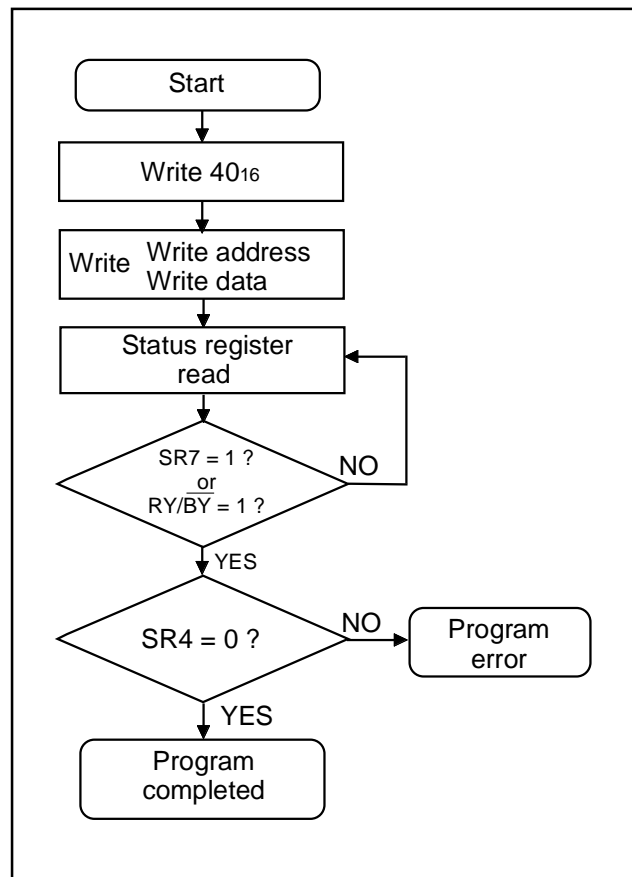 Start
Write 40₁₆
Write
Write address
Write data
Status register
read
SR7 = 1 ?
or
RY/B̅Y̅ = 1 ?
NO
YES
SR4 = 0 ?
NO
Program
error
YES
Program
completed